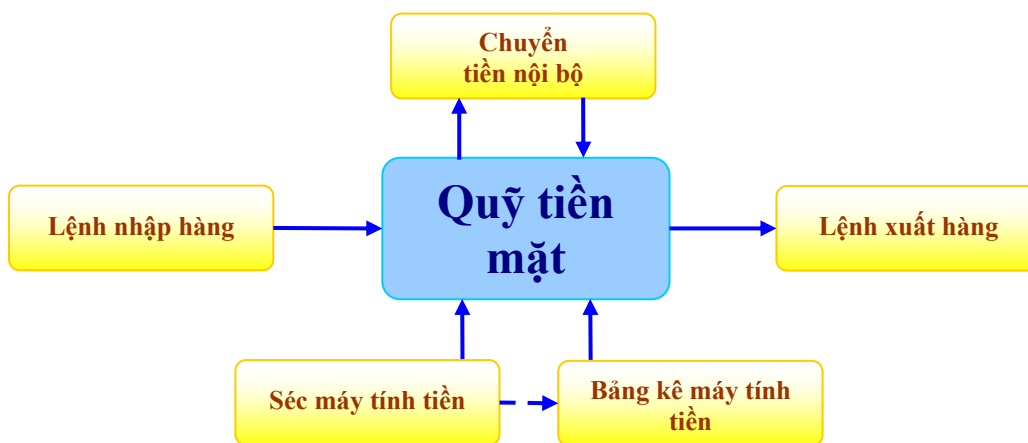 Chuyển
tiền nội bộ
Quỹ tiền
mặt
Lệnh nhập hàng
Lệnh xuất hàng
Séc máy tính tiền
Bảng kê máy tính
tiền